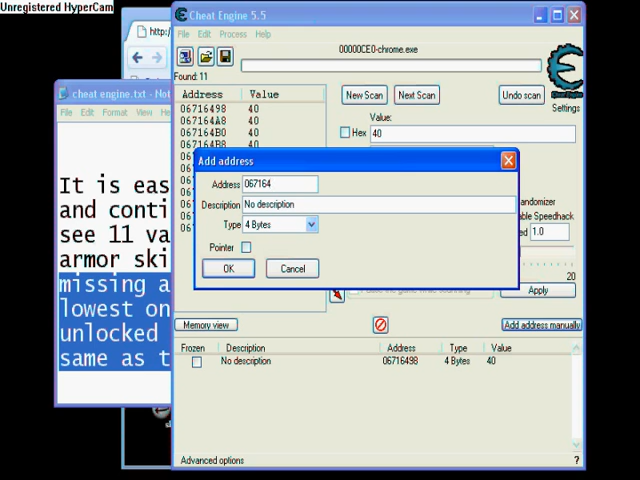 Unregistered HyperCam
Cheat Engine 5.5
http:/
File Edit Process Help
00000CE0-chrome.exe
Found: 11
Address Value
06716498 40
067164A8 40
067164B0 40
067164B8 40
New Scan Next Scan Undo scan
Cheat Engine
Settings
Value:
Hex 40
cheat engine.txt - Not
File Edit Format View He
It is eas
and conti
see 11 va
armor ski
missing a
lowest on
unlocked
same as t
Add address
Address 067164
Description No description
Type 4 Bytes
Pointer
OK Cancel
andomizer
able Speedhack
ed 1.0
20
Apply
Memory view Add address manually
Frozen Description Address Type Value
No description 06716498 4 Bytes 40
Advanced options ?